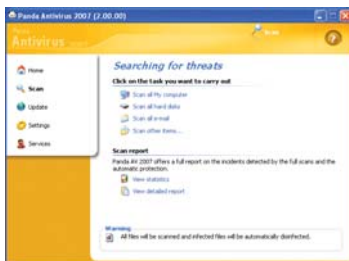 Panda Antivirus 2007 (2.00.00)
Panda
Antivirus 2007
Scan
Home
Scan
Update
Settings
Services
Searching for threats
Click on the task you want to carry out
Scan all My computer
Scan all hard disks
Scan all e-mail
Scan other items...
Scan report
Panda AV 2007 offers a full report on the incidents detected by the full scans and the
automatic protection.
View statistics
View detailed report
Warning
All files will be scanned and infected files will be automatically disinfected.